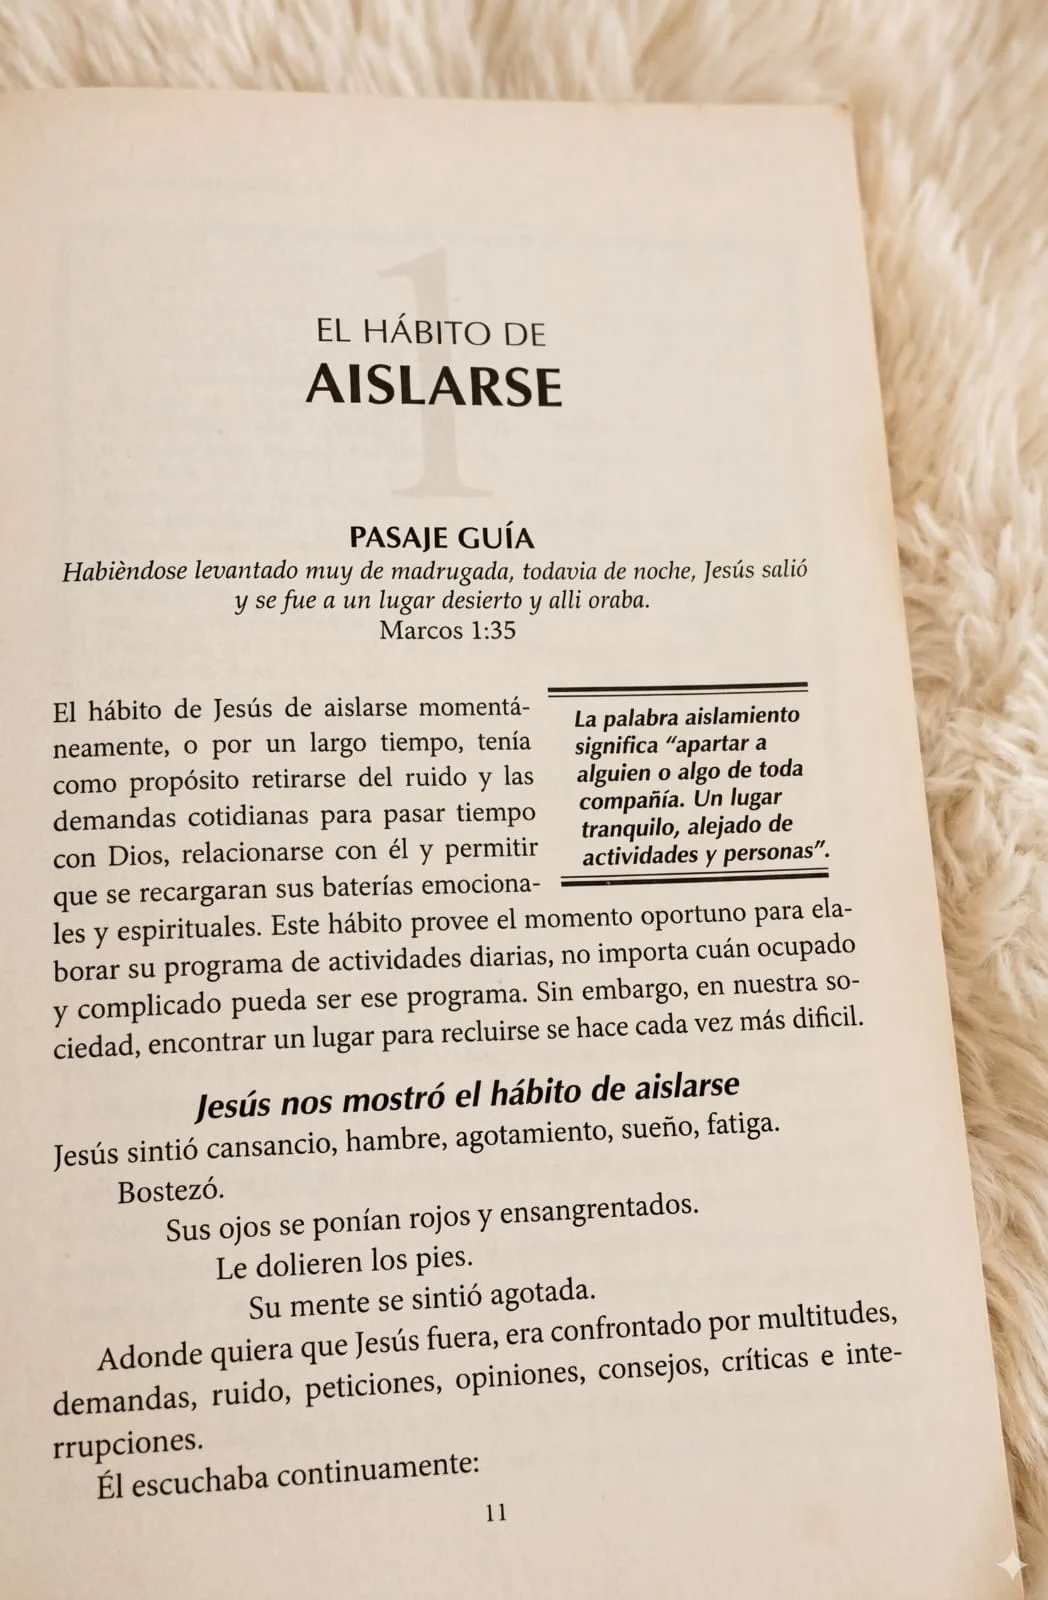 1
EL HÁBITO DE
AISLARSE
PASAJE GUÍA
Habièndose levantado muy de madrugada, todavia de noche, Jesús salió
y se fue a un lugar desierto y alli oraba.
Marcos 1:35
El hábito de Jesús de aislarse momentá-
neamente, o por un largo tiempo, tenía
como propósito retirarse del ruido y las
demandas cotidianas para pasar tiempo
con Dios, relacionarse con él y permitir
que se recargaran sus baterías emociona-
La palabra aislamiento
significa “apartar a
alguien o algo de toda
compañía. Un lugar
tranquilo, alejado de
actividades y personas”.
les y espirituales. Este hábito provee el momento oportuno para ela-
borar su programa de actividades diarias, no importa cuán ocupado
y complicado pueda ser ese programa. Sin embargo, en nuestra so-
ciedad, encontrar un lugar para recluirse se hace cada vez más dificil.
Jesús nos mostró el hábito de aislarse
Jesús sintió cansancio, hambre, agotamiento, sueño, fatiga.
Bostezó.
Sus ojos se ponían rojos y ensangrentados.
Le dolieren los pies.
Su mente se sintió agotada.
Adonde quiera que Jesús fuera, era confrontado por multitudes,
demandas, ruido, peticiones, opiniones, consejos, críticas e inte-
rrupciones.
Él escuchaba continuamente:
11